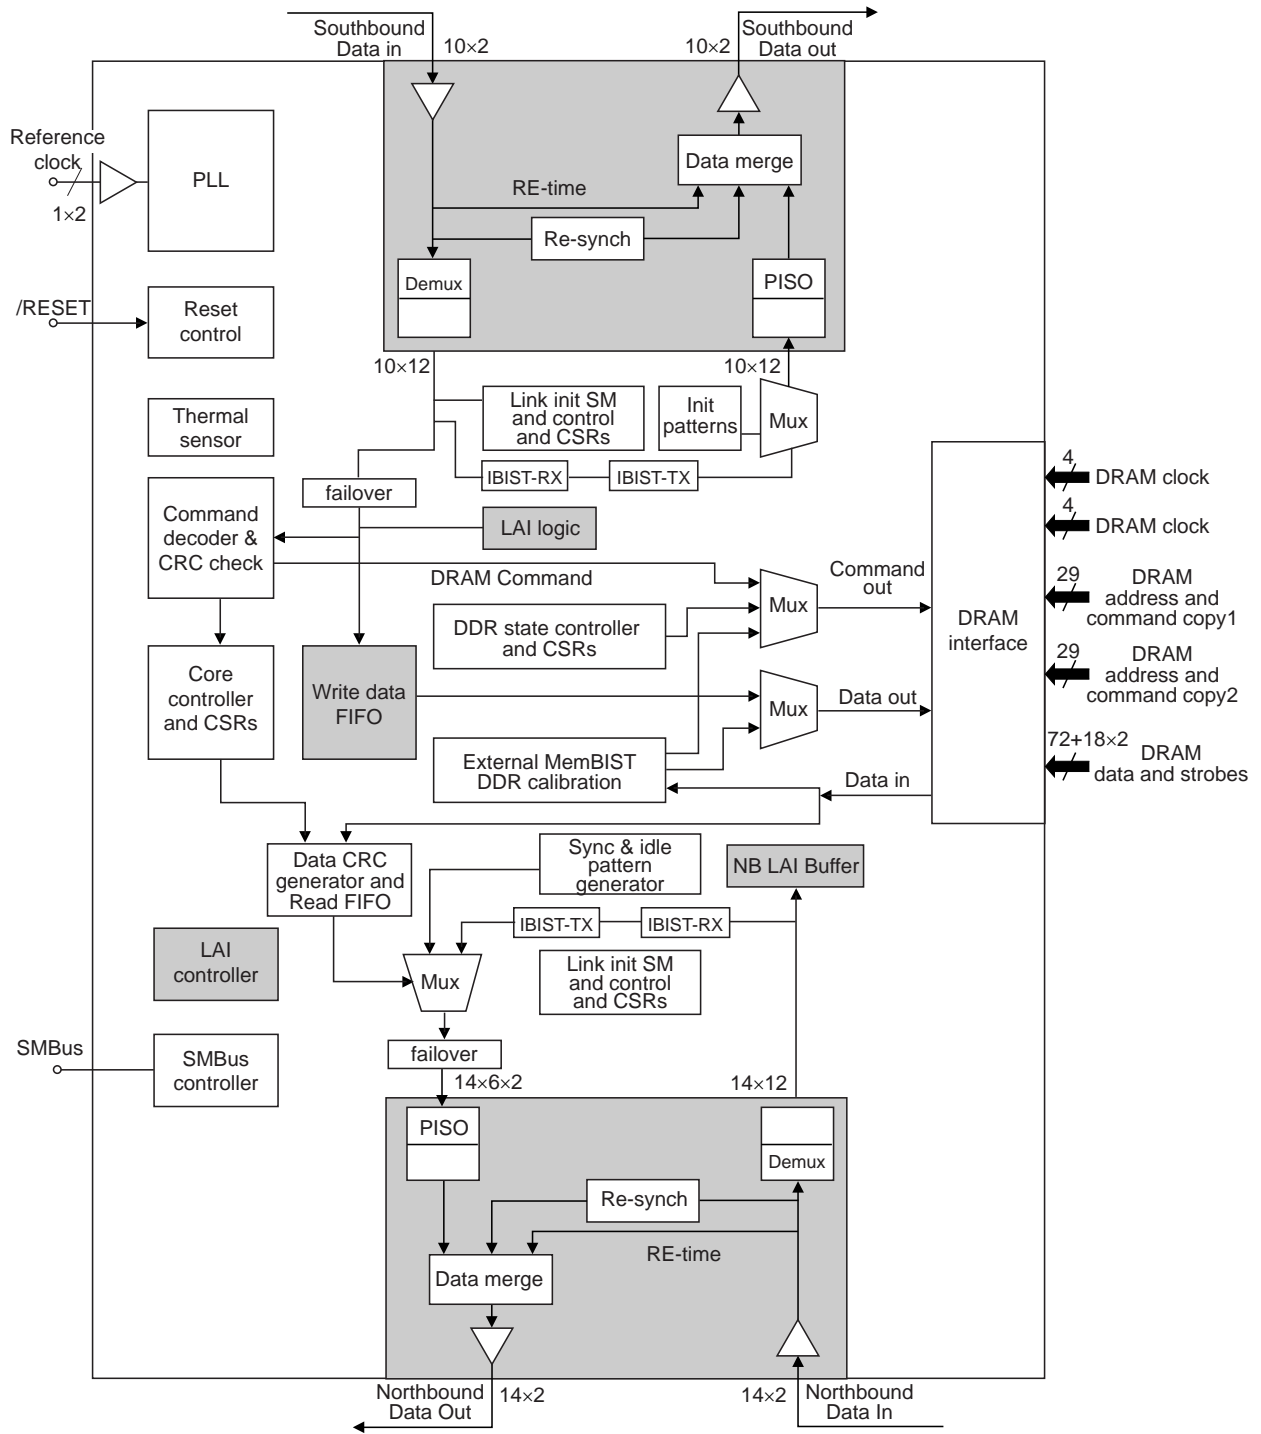 Southbound
Data in
10×2
10×2
Southbound
Data out
Reference
clock
1×2
PLL
Data merge
RE-time
Re-synch
Demux
PISO
/RESET
Reset
control
10×12
10×12
Thermal
sensor
Link init SM
and control
and CSRs
Init
patterns
Mux
IBIST-RX
IBIST-TX
failover
4
DRAM clock
Command
decoder &
CRC check
LAI logic
4
DRAM clock
DRAM Command
Command
out
Mux
29
DRAM
address and
command copy1
DDR state controller
and CSRs
DRAM
interface
Core
controller
and CSRs
Write data
FIFO
29
DRAM
address and
command copy2
Mux
Data out
External MemBIST
DDR calibration
72+18×2
DRAM
data and strobes
Data in
Data CRC
generator and
Read FIFO
Sync & idle
pattern
generator
NB LAI Buffer
IBIST-TX
IBIST-RX
LAI
controller
Mux
Link init SM
and control
and CSRs
SMBus
SMBus
controller
failover
14×6×2
14×12
PISO
Demux
Re-synch
RE-time
Data merge
Northbound
Data Out
14×2
14×2
Northbound
Data In